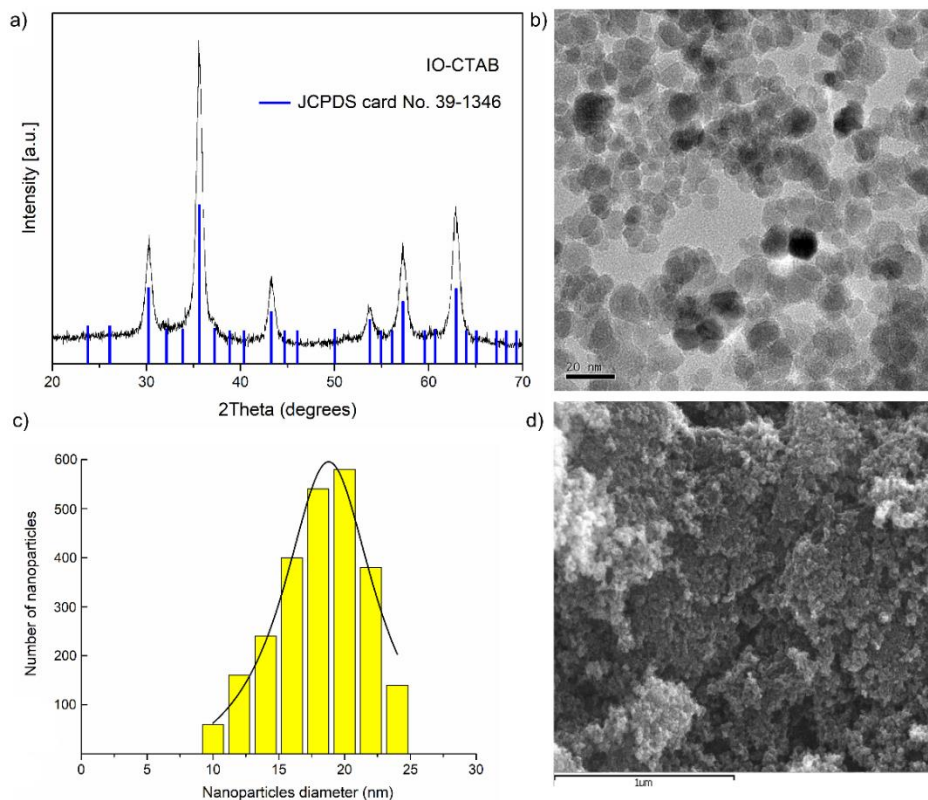 a)
IO-CTAB
JCPDS card No. 39-1346
Intensity [a.u.]
20 30 40 50 60 70
2Theta (degrees)
b)
20 nm
c)
600
500
400
300
200
100
Number of nanoparticles
0 5 10 15 20 25 30
Nanoparticles diameter (nm)
d)
1µm